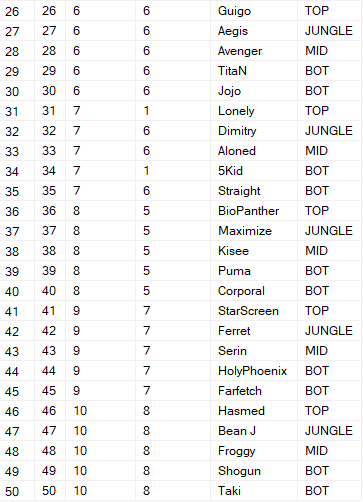 26 26 6 6 Guigo TOP
27 27 6 6 Aegis JUNGLE
28 28 6 6 Avenger MID
29 29 6 6 TitaN BOT
30 30 6 6 Jojo BOT
31 31 7 1 Lonely TOP
32 32 7 6 Dimitry JUNGLE
33 33 7 6 Aloned MID
34 34 7 1 5Kid BOT
35 35 7 6 Straight BOT
36 36 8 5 BioPanther TOP
37 37 8 5 Maximize JUNGLE
38 38 8 5 Kisee MID
39 39 8 5 Puma BOT
40 40 8 5 Corporal BOT
41 41 9 7 StarScreen TOP
42 42 9 7 Ferret JUNGLE
43 43 9 7 Serin MID
44 44 9 7 HolyPhoenix BOT
45 45 9 7 Farfetch BOT
46 46 10 8 Hasmed TOP
47 47 10 8 Bean J JUNGLE
48 48 10 8 Froggy MID
49 49 10 8 Shogun BOT
50 50 10 8 Taki BOT